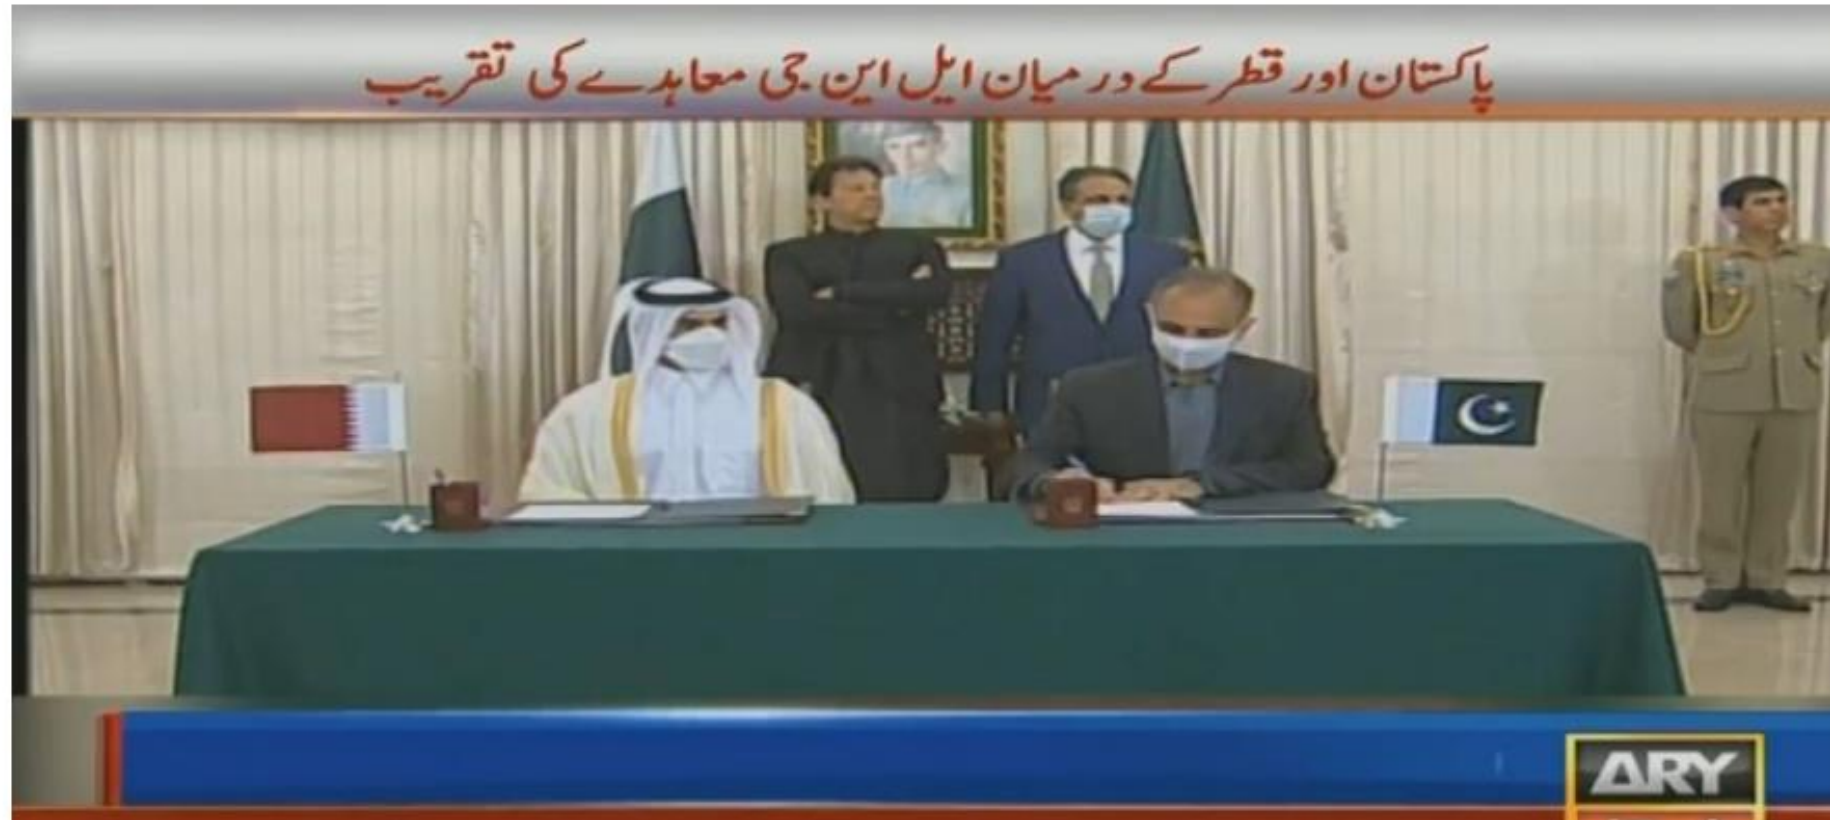 پاکستان اور قطر کے درمیان ایل این جی معاہدے کی تقریب
ARY